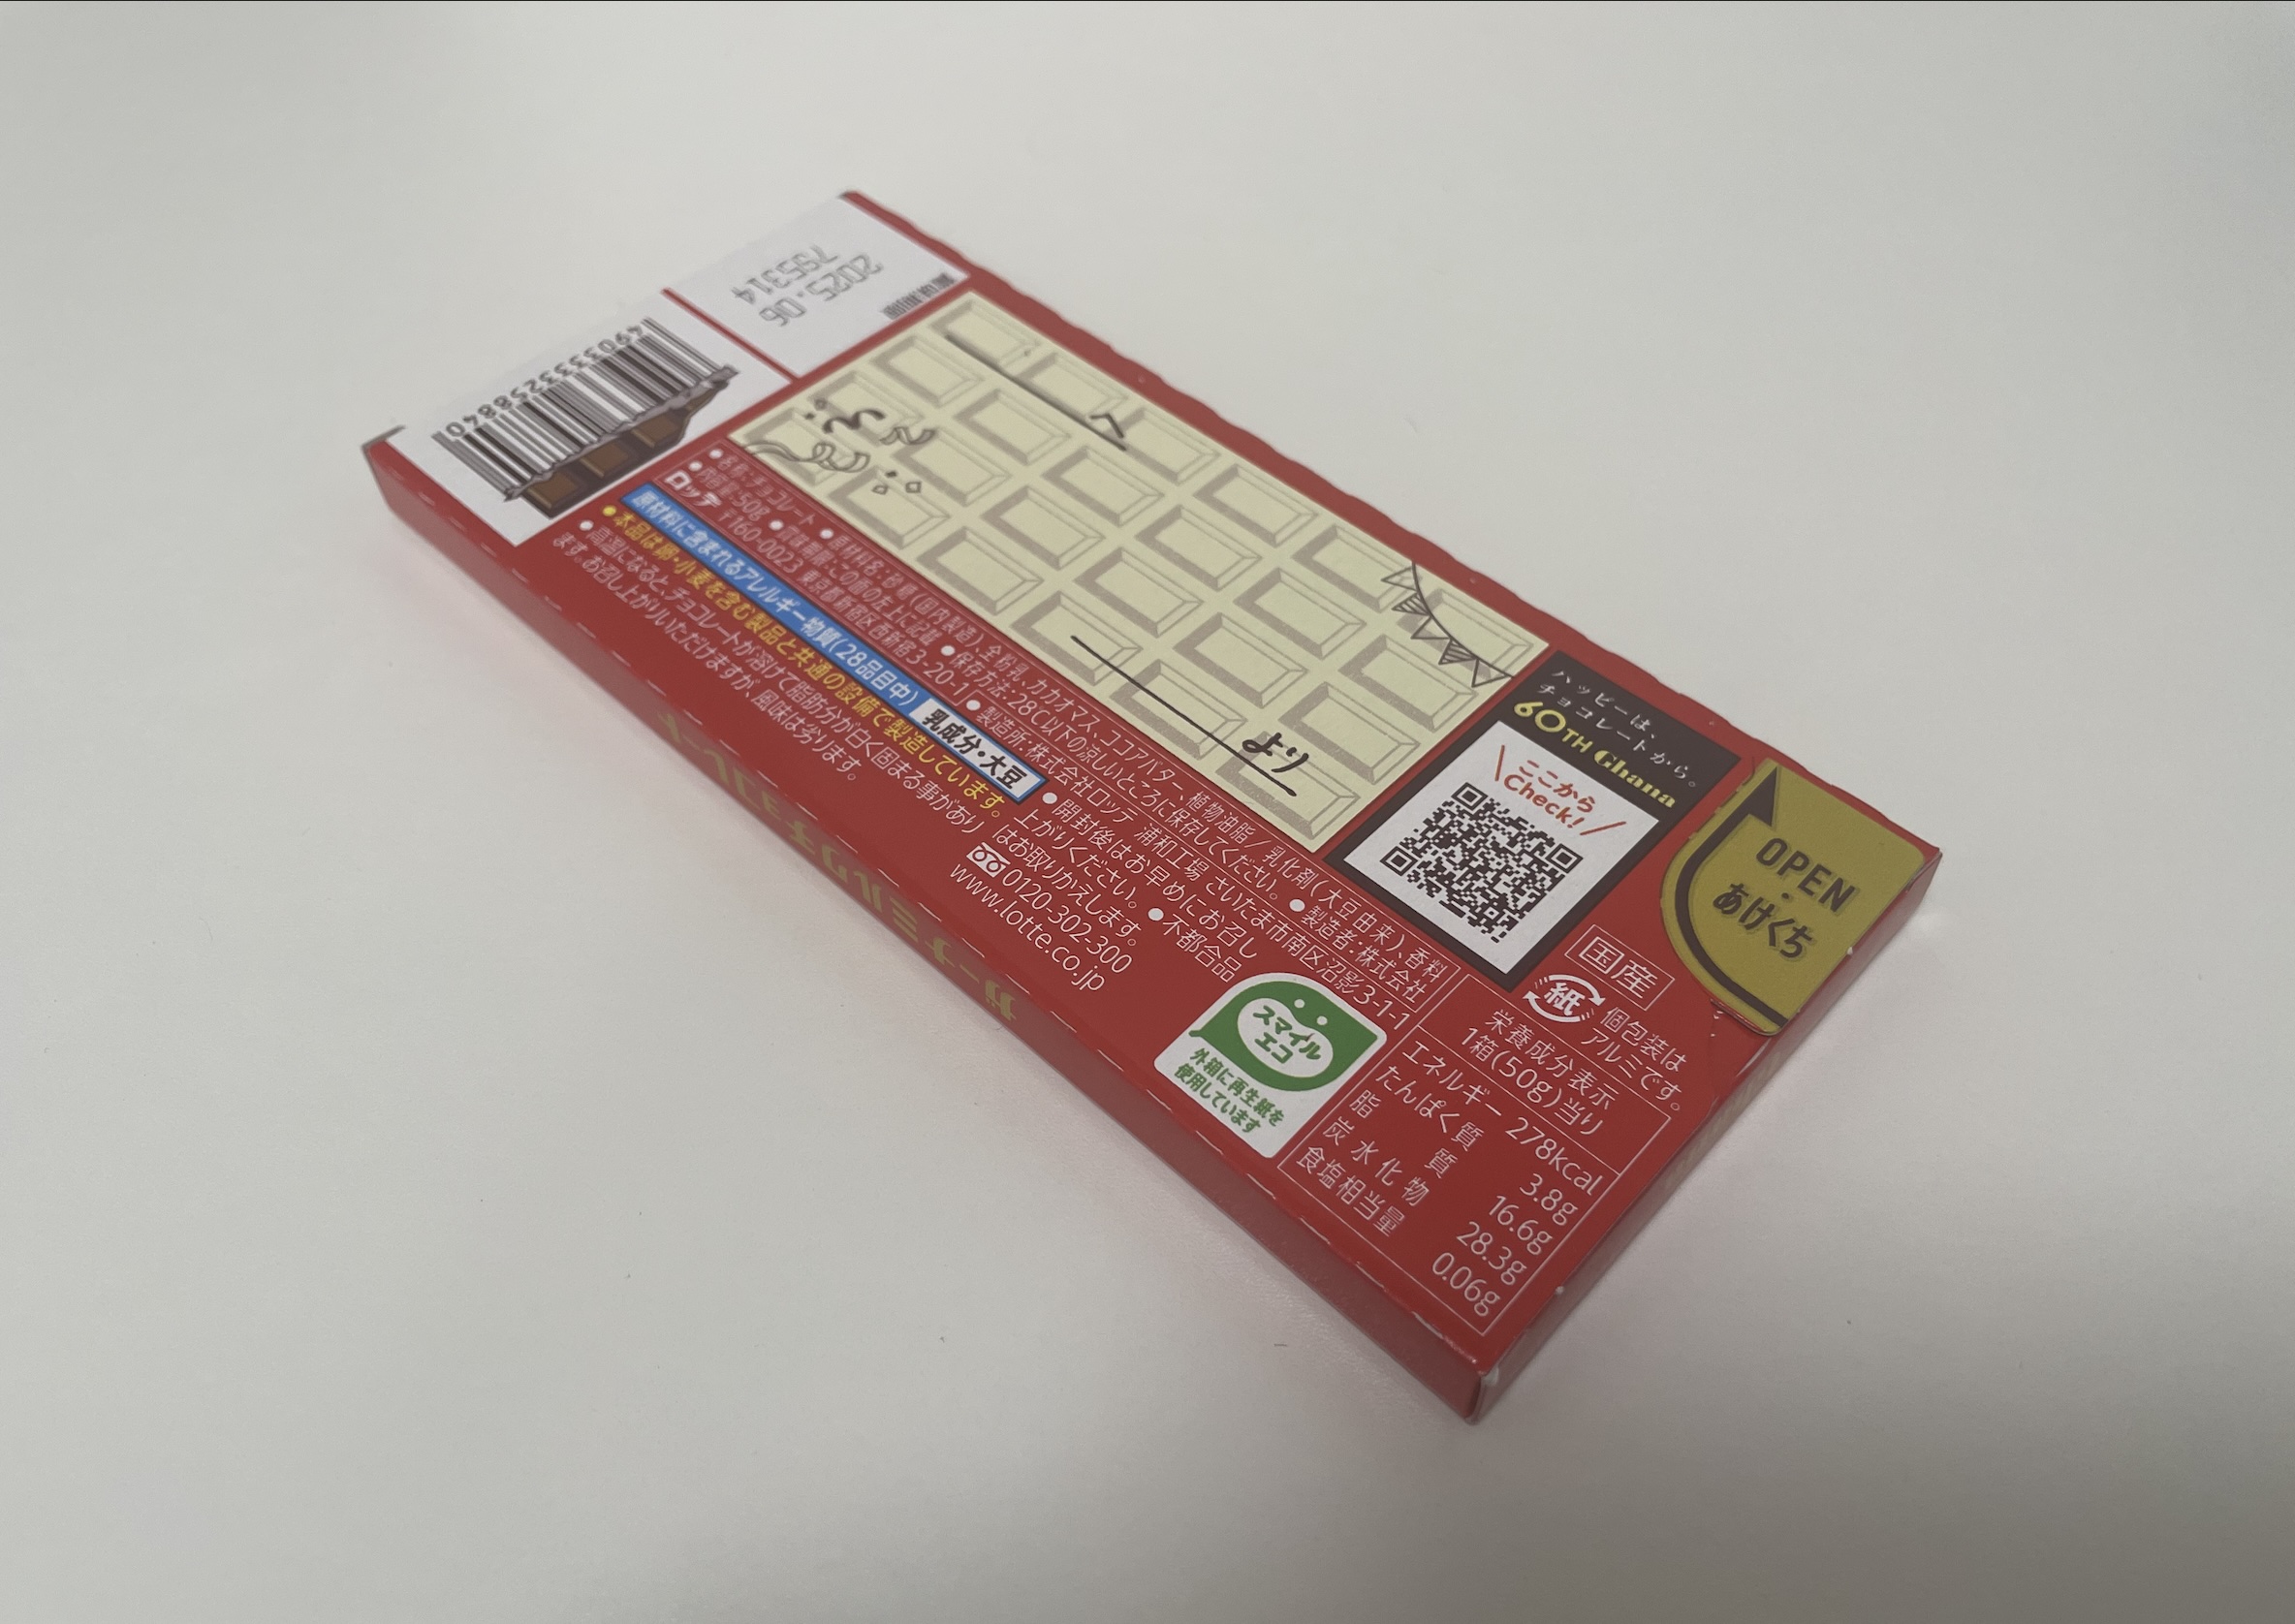 2025.06
795314
4903333258840
へ
より
ハッピーは、
チョコレートから。
60TH Ghana
ここから
Check!
OPEN
あけくち
●名称:チョコレート ●原材料名:砂糖(国内製造)、全粉乳、カカオマス、ココアバター、植物油脂/乳化剤(大豆由来)、香料
●内容量:50g ●賞味期限:この面の左上に記載 ●保存方法:28℃以下の涼しいところに保存してください。 ●製造者:株式会社
ロッテ 〒160-0023 東京都新宿区西新宿3-20-1 ●製造所:株式会社ロッテ 浦和工場 さいたま市南区沼影3-1-1
原材料に含まれるアレルギー物質(28品目中) 乳成分・大豆
●本品は卵・小麦を含む製品と共通の設備で製造しています。
●高温になると、チョコレートが溶けて脂肪分が白く固まる事があり
ます。お召し上がりいただけますが、風味は劣ります。
●開封後はお早めにお召し
上がりください。 ●不都合品
はお取りかえします。
0120-302-300
www.lotte.co.jp
スマイル
エコ
外箱に再生紙を
使用しています
国産
紙
個包装は
アルミです。
栄養成分表示
1箱(50g)当り
エネルギー 278kcal
たんぱく質 3.8g
脂質 16.6g
炭水化物 28.3g
食塩相当量 0.06g
ガーナミルクチョコレート